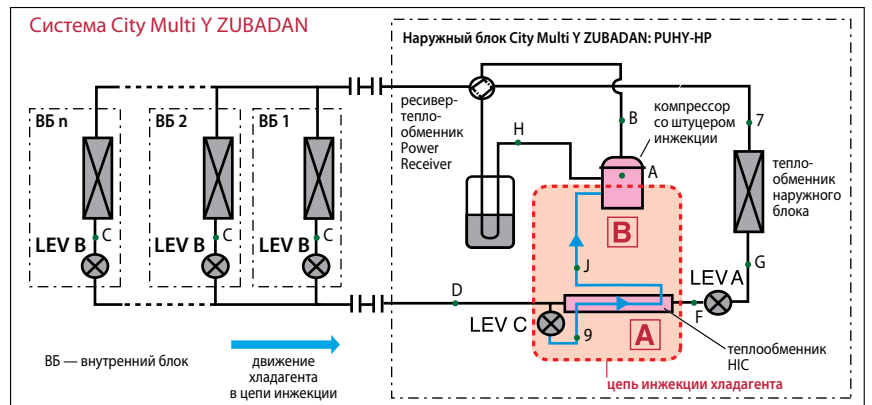 Система City Multi Y ZUBADAN
Наружный блок City Multi Y ZUBADAN: PUHY-HP
ВБ n
ВБ 2
ВБ 1
ресивер-
тепло-
обменник
Power
Receiver
H
B
компрессор
со штуцером
инжекции
A
7
тепло-
обменник
наружного
блока
B
LEV B
C
LEV B
C
LEV B
C
J
G
LEV A
D
F
LEV C
9
A
теплообменник
HIC
ВБ — внутренний блок
движение
хладагента
в цепи инжекции
цепь инжекции хладагента